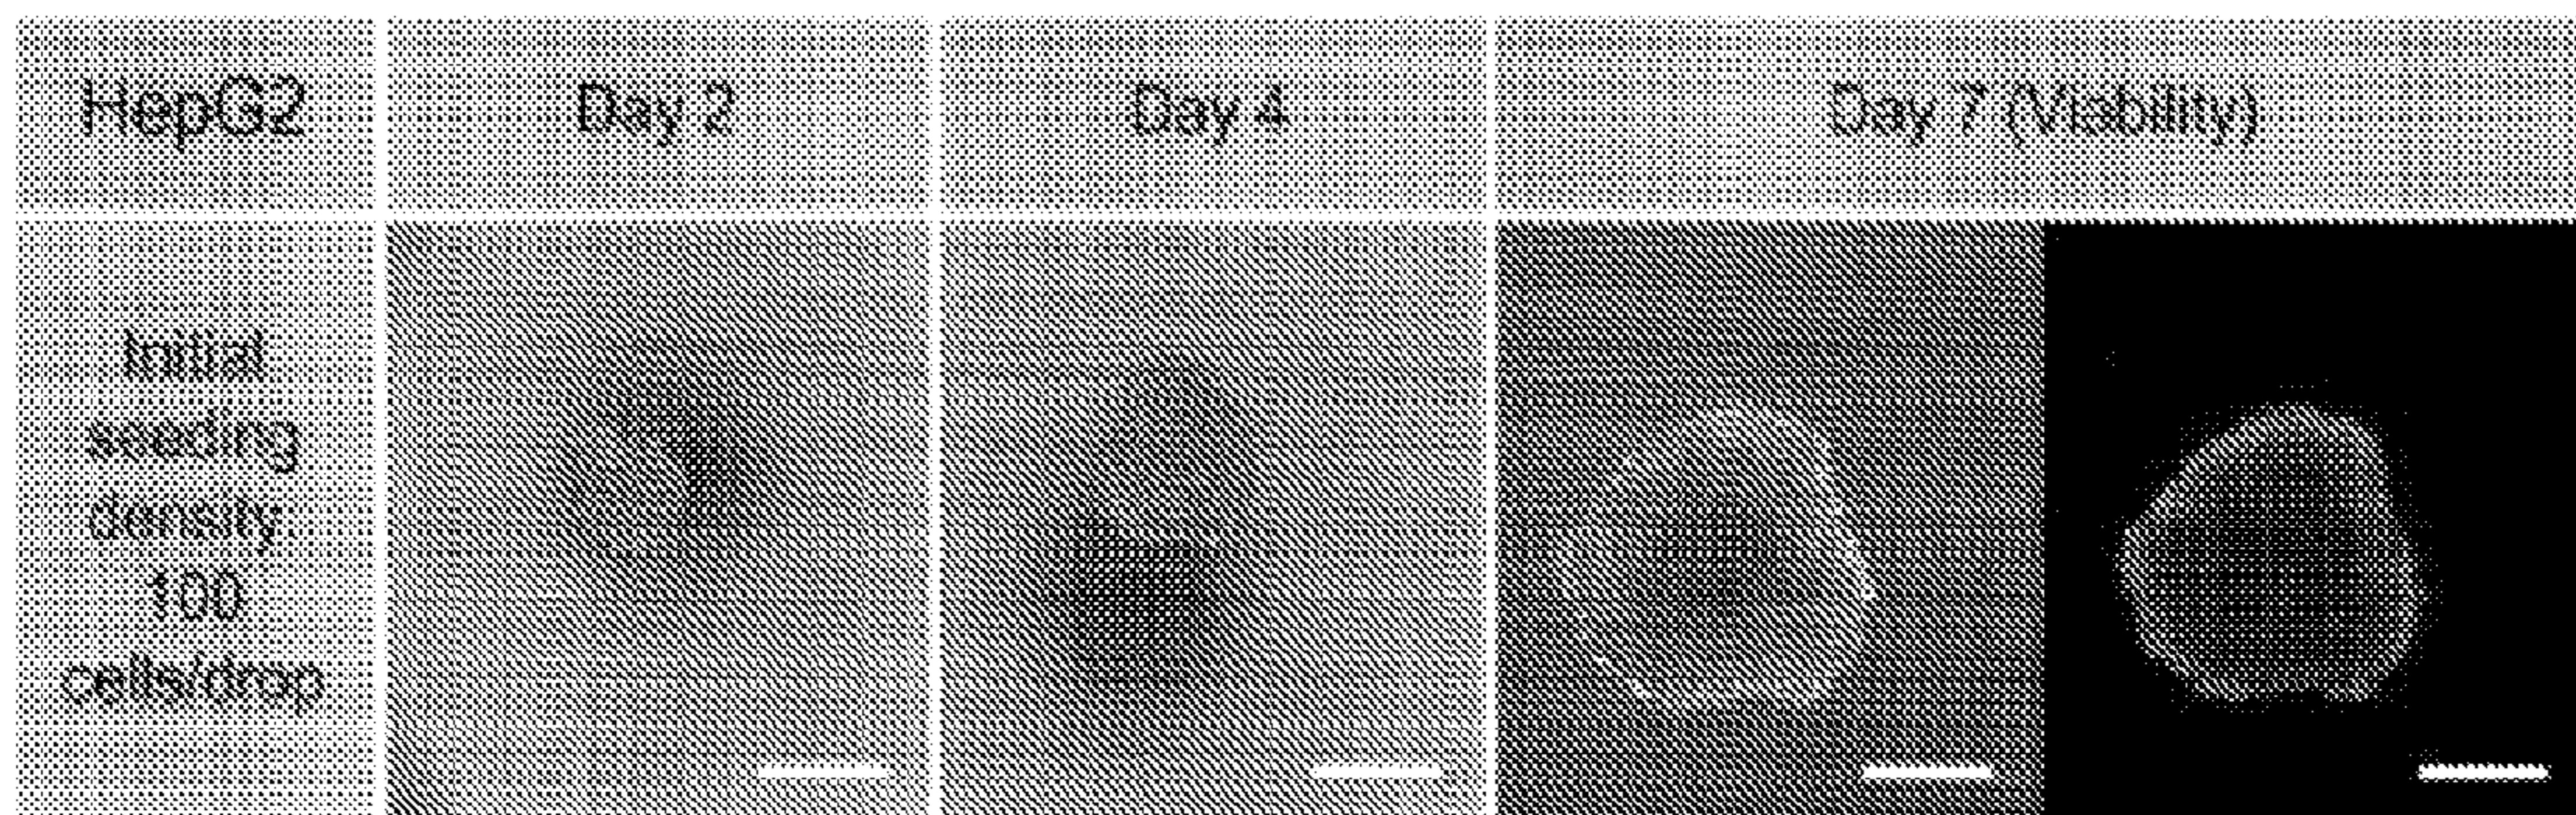 HepG2
Day 2
Day 4
Day 7 (Viability)
Initial
seeding
density:
100
cells/drop